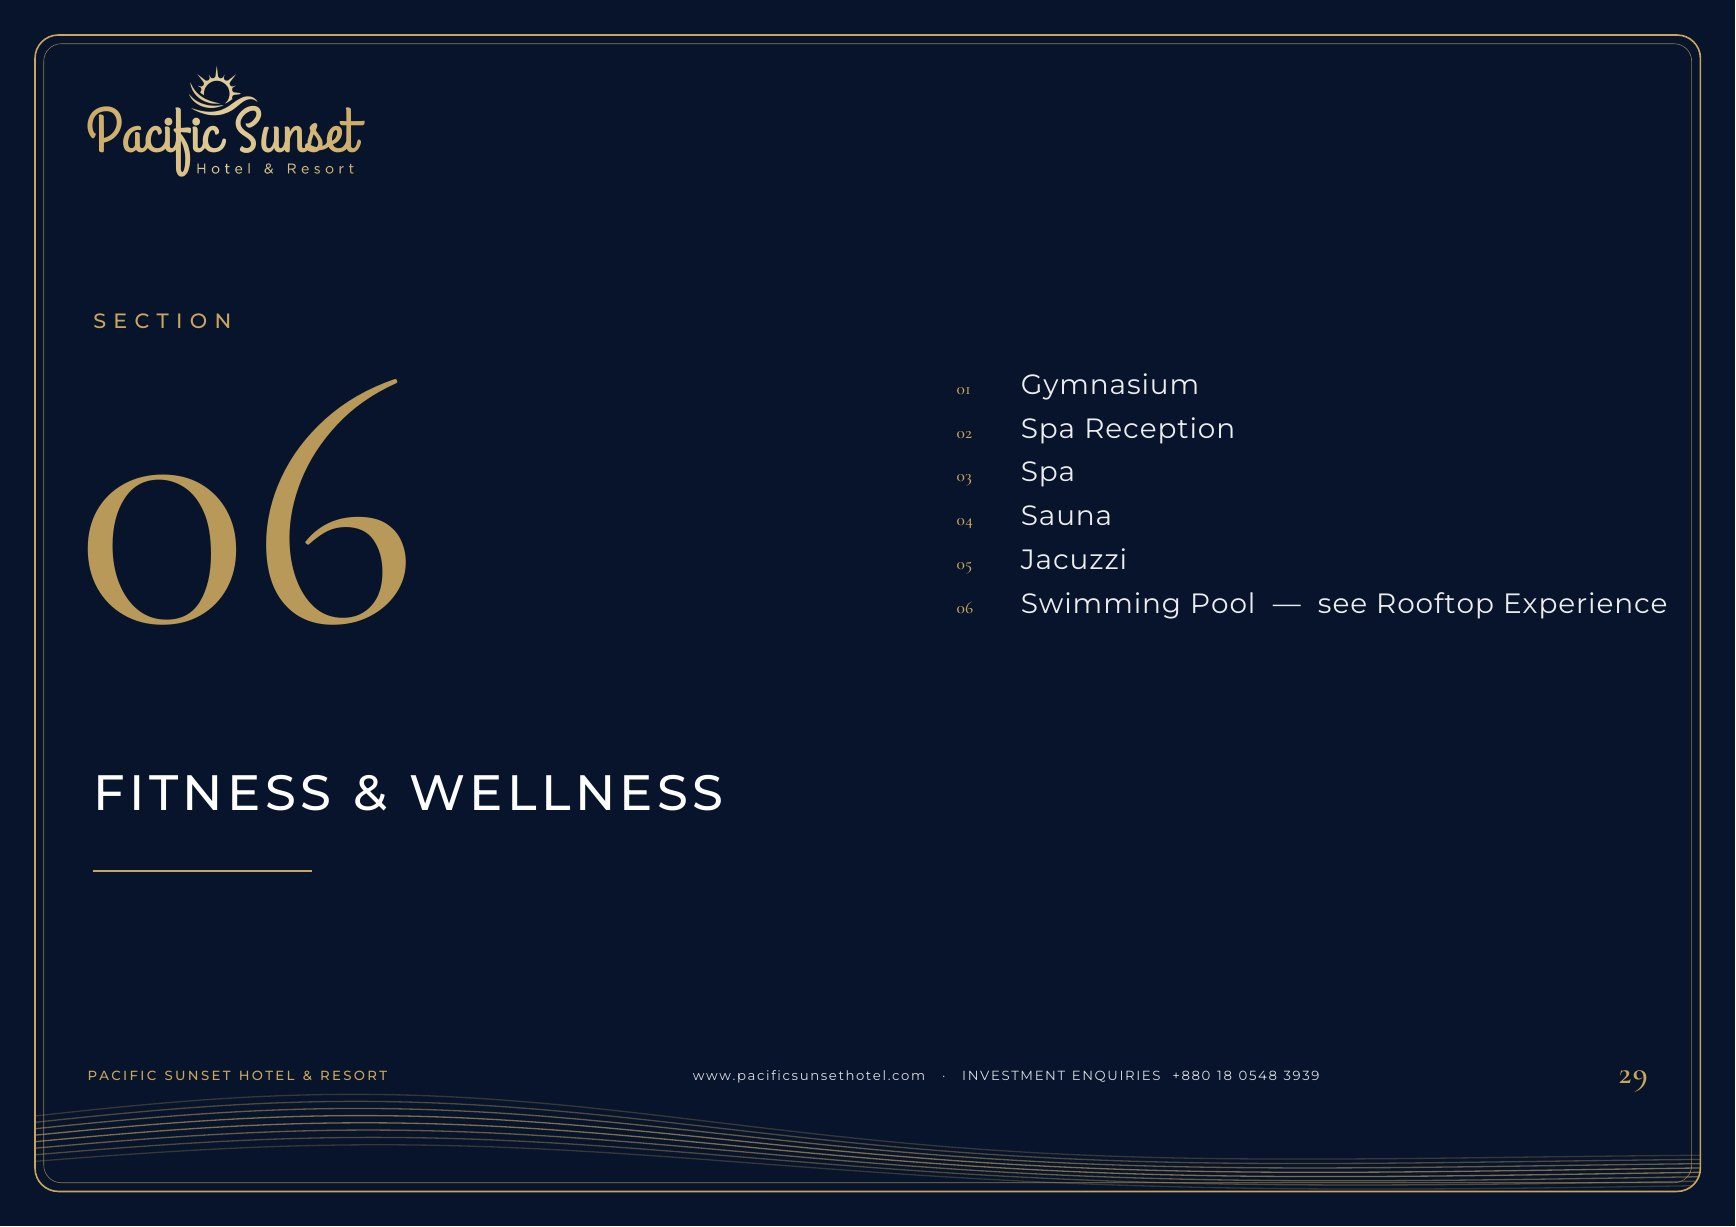 Pacific Sunset
Hotel & Resort
SECTION
06
01 Gymnasium
02 Spa Reception
03 Spa
04 Sauna
05 Jacuzzi
06 Swimming Pool — see Rooftop Experience
FITNESS & WELLNESS
PACIFIC SUNSET HOTEL & RESORT
www.pacificsunsethotel.com · INVESTMENT ENQUIRIES +880 18 0548 3939
29